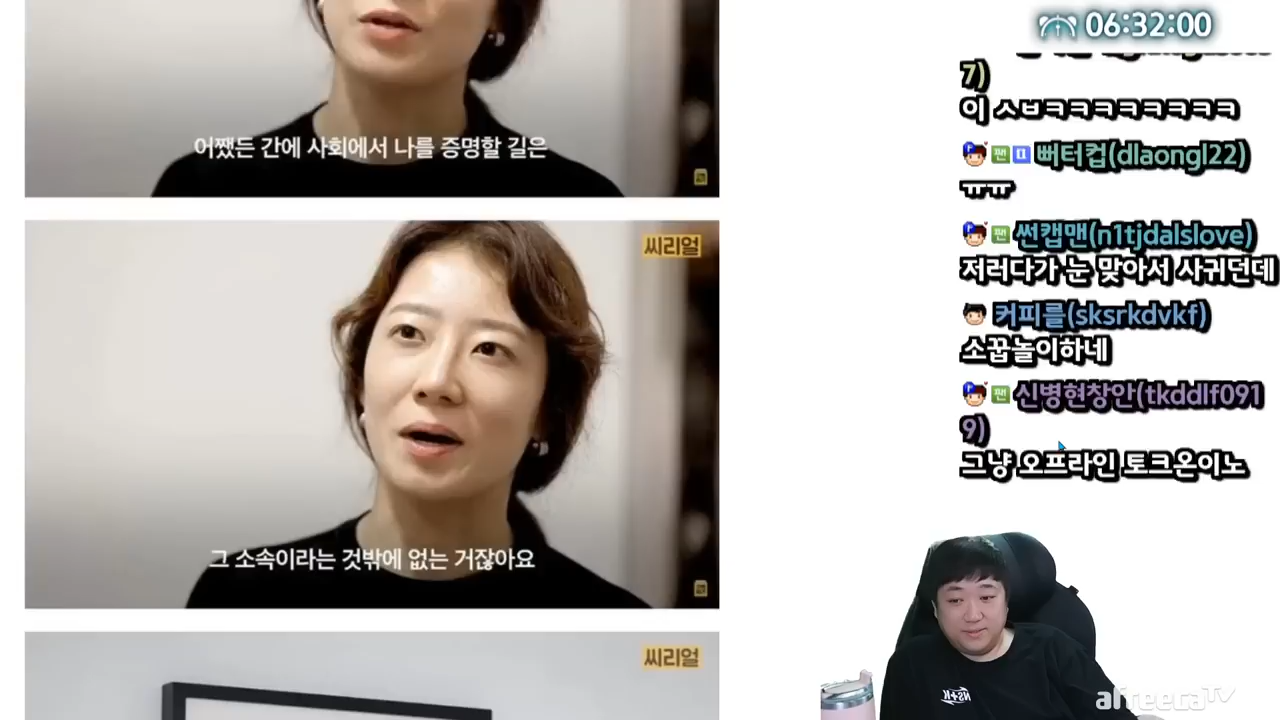 06:32:00
어쨌든 간에 사회에서 나를 증명할 길은
씨리얼
그 소속이라는 것밖에 없는 거잖아요
씨리얼
7)
이 ㅅㅂㅋㅋㅋㅋㅋㅋㅋㅋ
팬 뻐터컵(dlaongl22)
ㅠㅠ
팬 썬캡맨(n1tjdalslove)
저러다가 눈 맞아서 사귀던데
커피를(sksrkdvkf)
소꿉놀이하네
팬 신병현창안(tkddlf091
9)
그냥 오프라인 토크온이노
afreecaTV